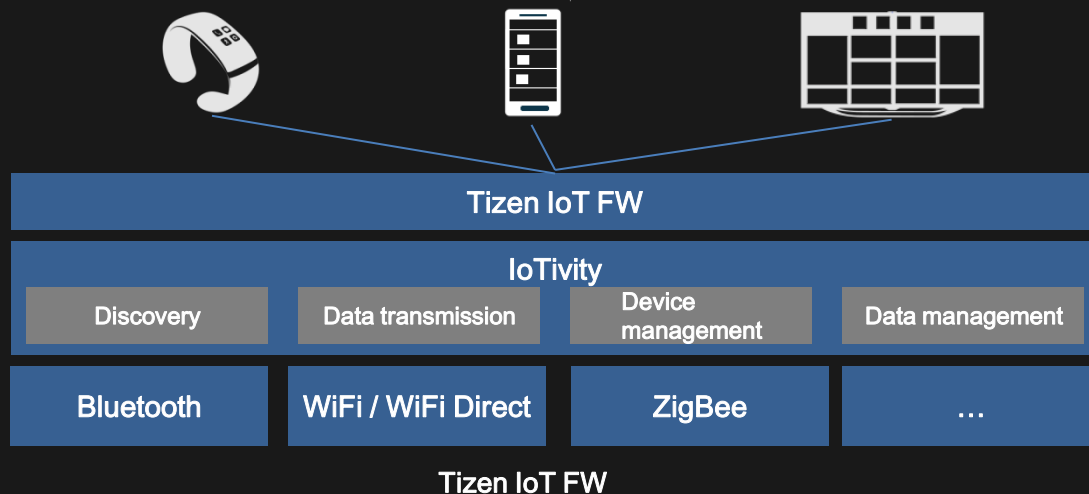 Tizen IoT FW
IoTivity
Discovery
Data transmission
Device
management
Data management
Bluetooth
WiFi / WiFi Direct
ZigBee
...
Tizen IoT FW